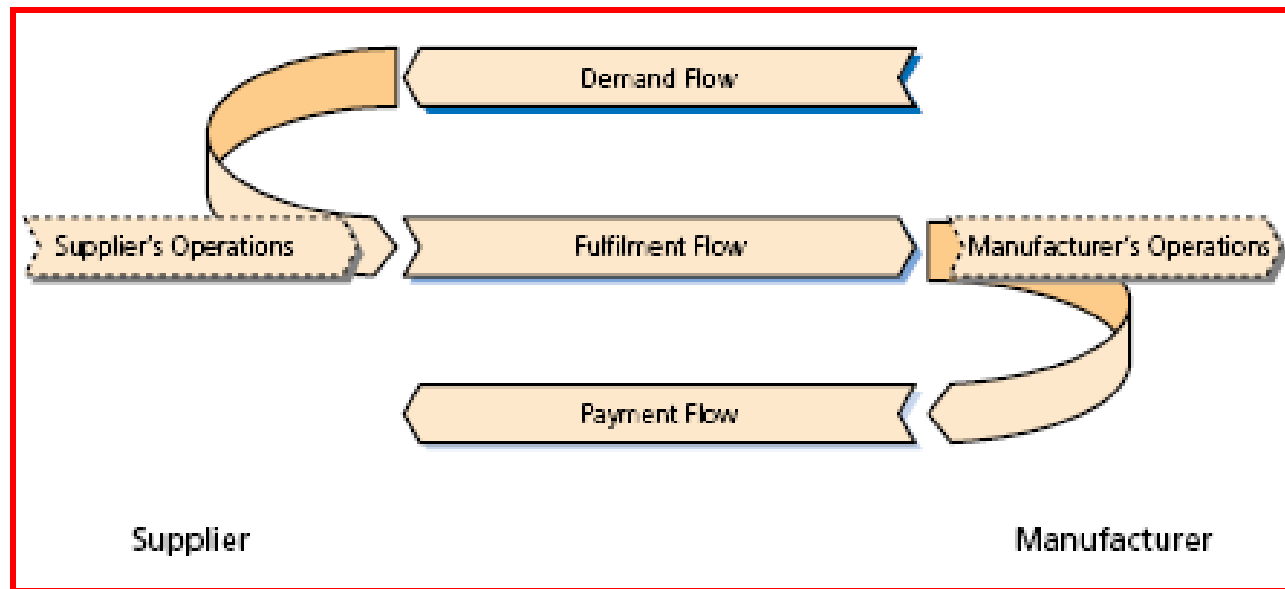 Demand Flow
Supplier's Operations
Fulfilment Flow
Manufacturer's Operations
Payment Flow
Supplier
Manufacturer